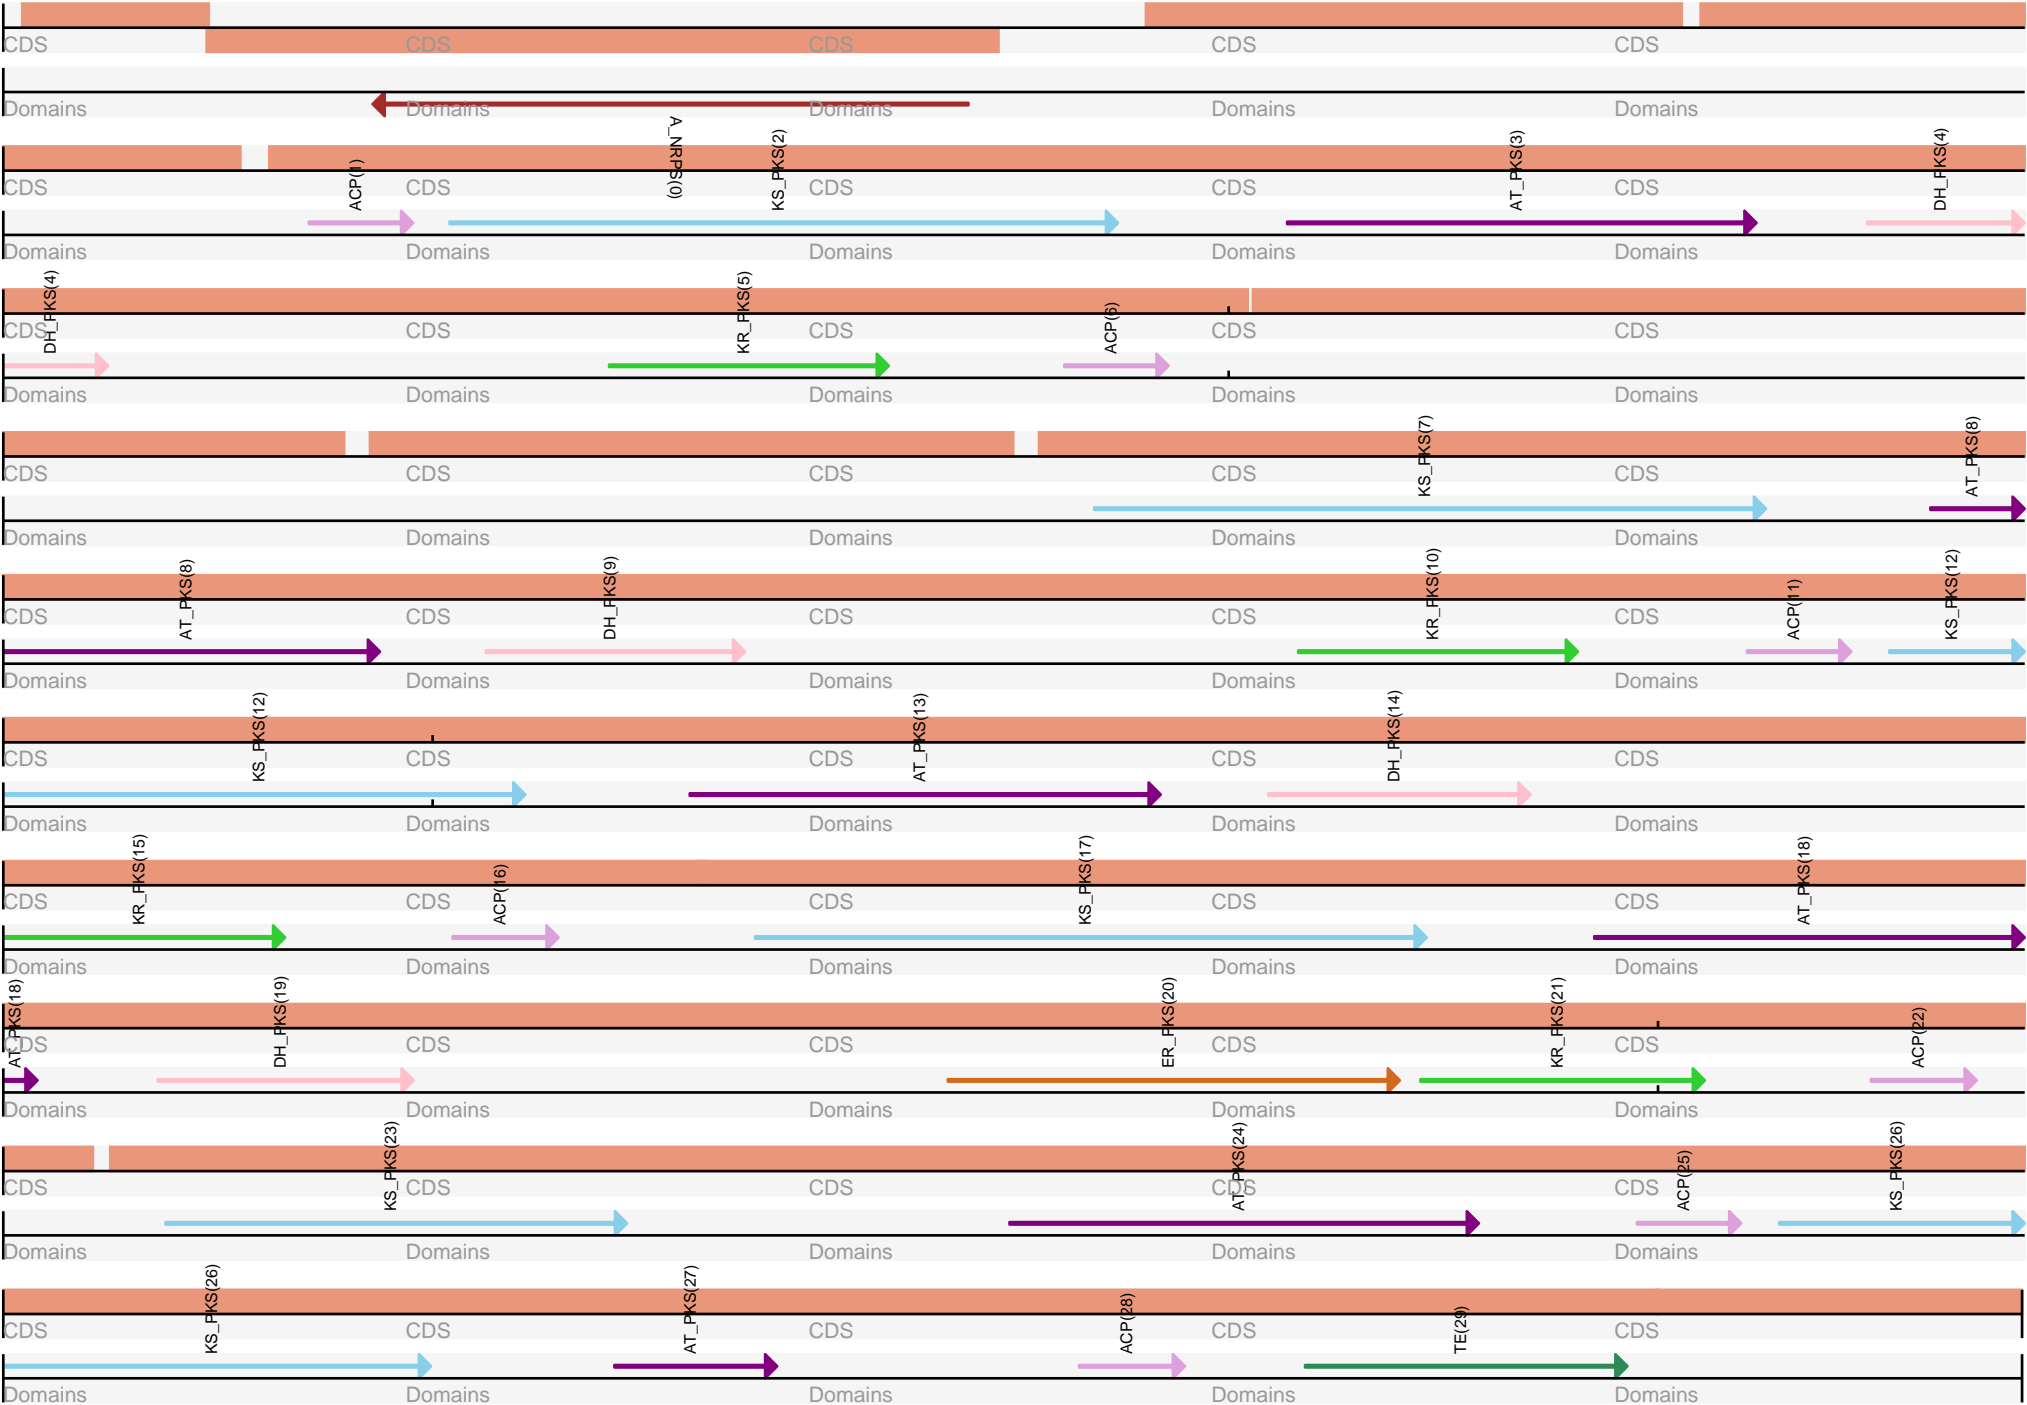 CDS CDS CDS CDS CDS
Domains Domains Domains Domains Domains
A_NRPS(0)
ACP(1) KS_PKS(2) AT_PKS(3) DH_PKS(4)
CDS CDS CDS CDS CDS
Domains Domains Domains Domains Domains
DH_PKS(4) KR_PKS(5) ACP(6)
CDS CDS CDS CDS CDS
Domains Domains Domains Domains Domains
KS_PKS(7) AT_PKS(8)
CDS CDS CDS CDS CDS
Domains Domains Domains Domains Domains
AT_PKS(8) DH_PKS(9) KR_PKS(10) ACP(11) KS_PKS(12)
CDS CDS CDS CDS CDS
Domains Domains Domains Domains Domains
KS_PKS(12) AT_PKS(13) DH_PKS(14)
CDS CDS CDS CDS CDS
Domains Domains Domains Domains Domains
KR_PKS(15) ACP(16) KS_PKS(17) AT_PKS(18)
CDS CDS CDS CDS CDS
Domains Domains Domains Domains Domains
AT_PKS(18) DH_PKS(19) ER_PKS(20) KR_PKS(21) ACP(22)
CDS CDS CDS CDS CDS
Domains Domains Domains Domains Domains
KS_PKS(23) AT_PKS(24) ACP(25) KS_PKS(26)
CDS CDS CDS CDS CDS
Domains Domains Domains Domains Domains
KS_PKS(26) AT_PKS(27) ACP(28) TE(29)
CDS CDS CDS CDS CDS
Domains Domains Domains Domains Domains